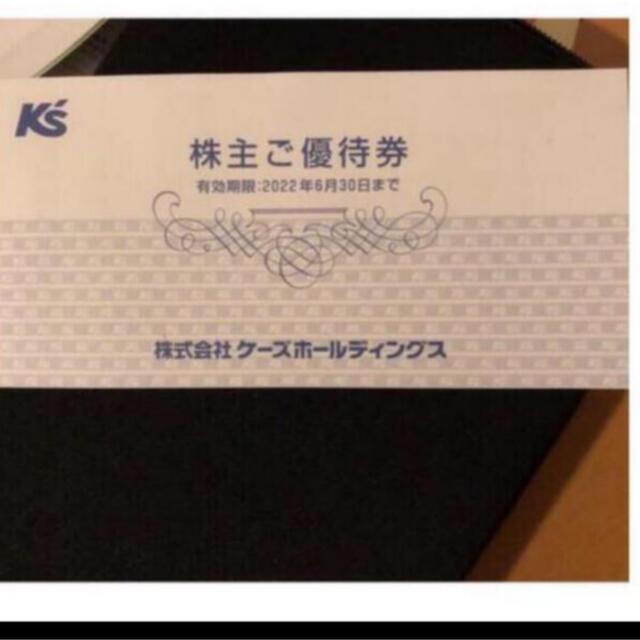 K's
株主ご優待券
有効期限:2022年6月30日まで
株式会社 ケーズホールディングス